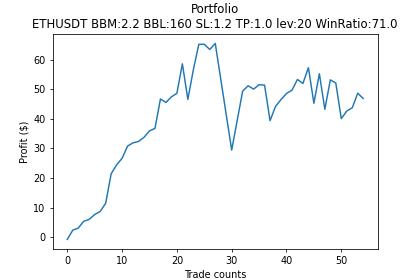 Portfolio
ETHUSDT BBM:2.2 BBL:160 SL:1.2 TP:1.0 lev:20 WinRatio:71.0
60
50
40
30
20
10
0
Profit ($)
0 10 20 30 40 50
Trade counts